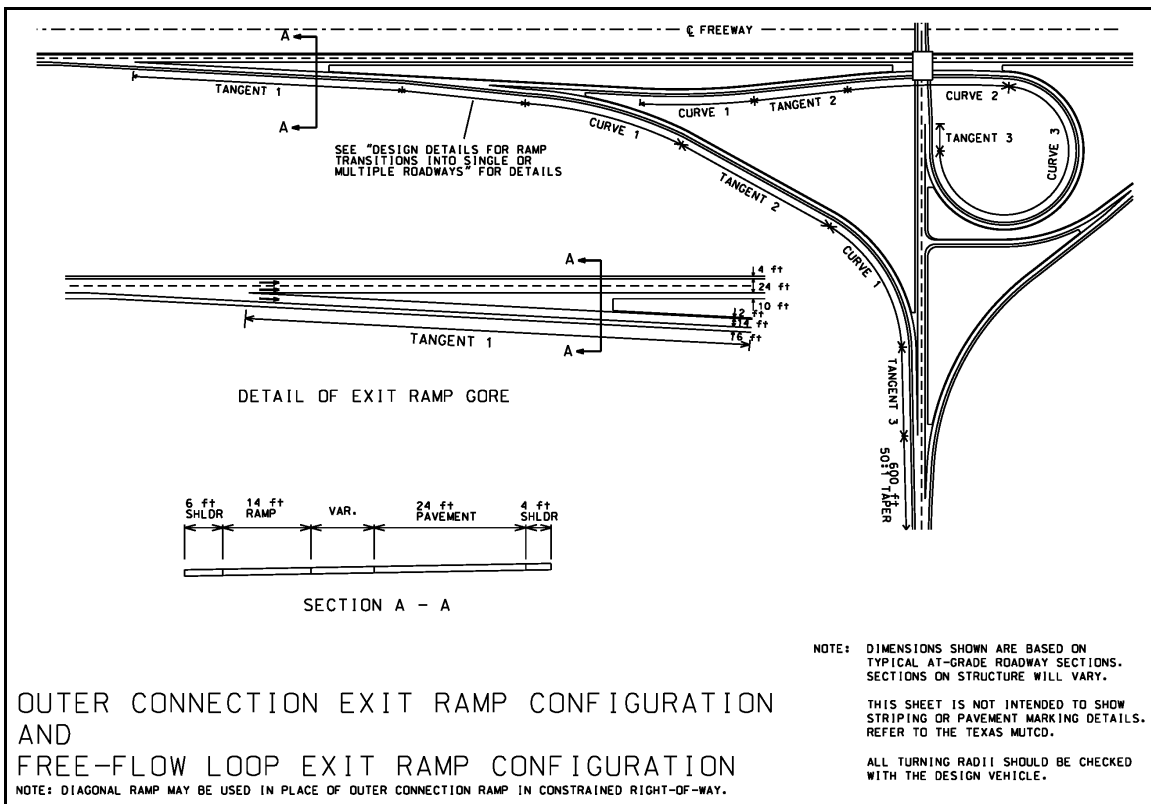 A
℄ FREEWAY
TANGENT 1
CURVE 1
TANGENT 2
CURVE 2
A
SEE "DESIGN DETAILS FOR RAMP
TRANSITIONS INTO SINGLE OR
MULTIPLE ROADWAYS" FOR DETAILS
CURVE 1
TANGENT 3
CURVE 3
TANGENT 2
CURVE 1
A
4 ft
24 ft
10 ft
2 ft
14 ft
6 ft
TANGENT 1
A
TANGENT 3
DETAIL OF EXIT RAMP GORE
600 ft
50:1 TAPER
6 ft
SHLDR
14 ft
RAMP
VAR.
24 ft
PAVEMENT
4 ft
SHLDR
SECTION A - A
NOTE: DIMENSIONS SHOWN ARE BASED ON
TYPICAL AT-GRADE ROADWAY SECTIONS.
SECTIONS ON STRUCTURE WILL VARY.
THIS SHEET IS NOT INTENDED TO SHOW
STRIPING OR PAVEMENT MARKING DETAILS.
REFER TO THE TEXAS MUTCD.
ALL TURNING RADII SHOULD BE CHECKED
WITH THE DESIGN VEHICLE.
OUTER CONNECTION EXIT RAMP CONFIGURATION
AND
FREE-FLOW LOOP EXIT RAMP CONFIGURATION
NOTE: DIAGONAL RAMP MAY BE USED IN PLACE OF OUTER CONNECTION RAMP IN CONSTRAINED RIGHT-OF-WAY.